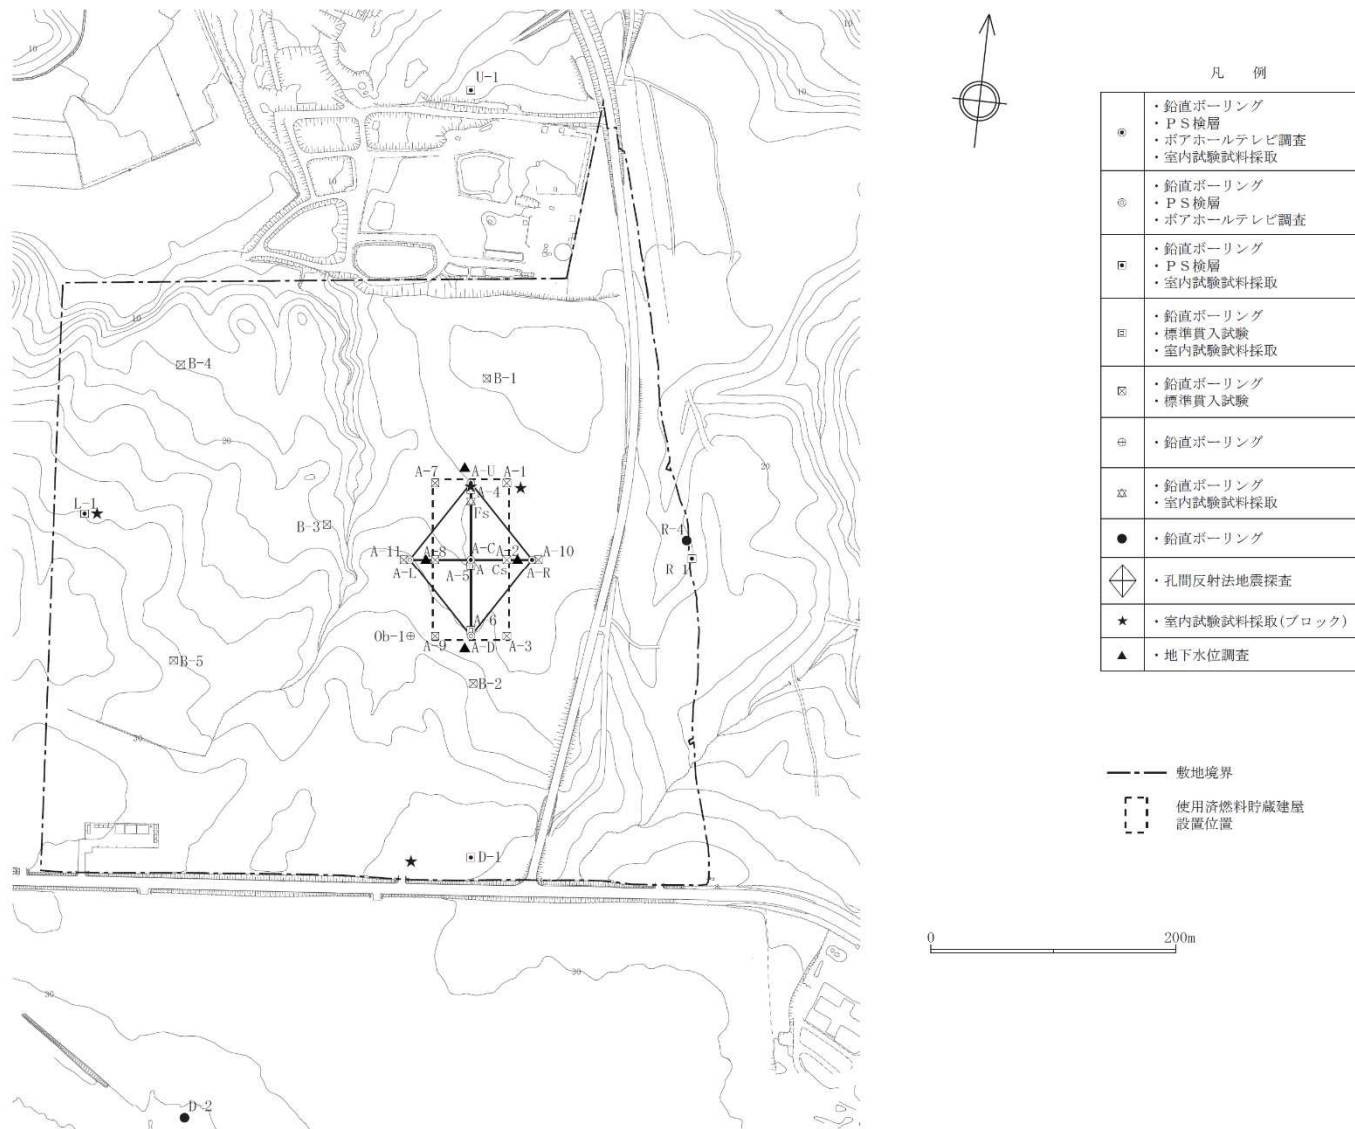 10
10
10
U-1
10
10
B-4
B-1
20
20
A-7
A-U
A-1
A-4
L-1
Fs
B-3
R-4
A-C
A-11
A-8
A-2
A-10
A-L
A-5
A Cs
A-R
R-1
A-6
Ob-1
A-9
A-D
A-3
B-5
B-2
30
D-1
20
30
D-2
凡 例
・鉛直ボーリング
・PS検層
・ボアホールテレビ調査
・室内試験試料採取
・鉛直ボーリング
・PS検層
・ボアホールテレビ調査
・鉛直ボーリング
・PS検層
・室内試験試料採取
・鉛直ボーリング
・標準貫入試験
・室内試験試料採取
・鉛直ボーリング
・標準貫入試験
・鉛直ボーリング
・鉛直ボーリング
・室内試験試料採取
・鉛直ボーリング
・孔間反射法地震探査
・室内試験試料採取(ブロック)
・地下水位調査
敷地境界
使用済燃料貯蔵建屋
設置位置
0 200m